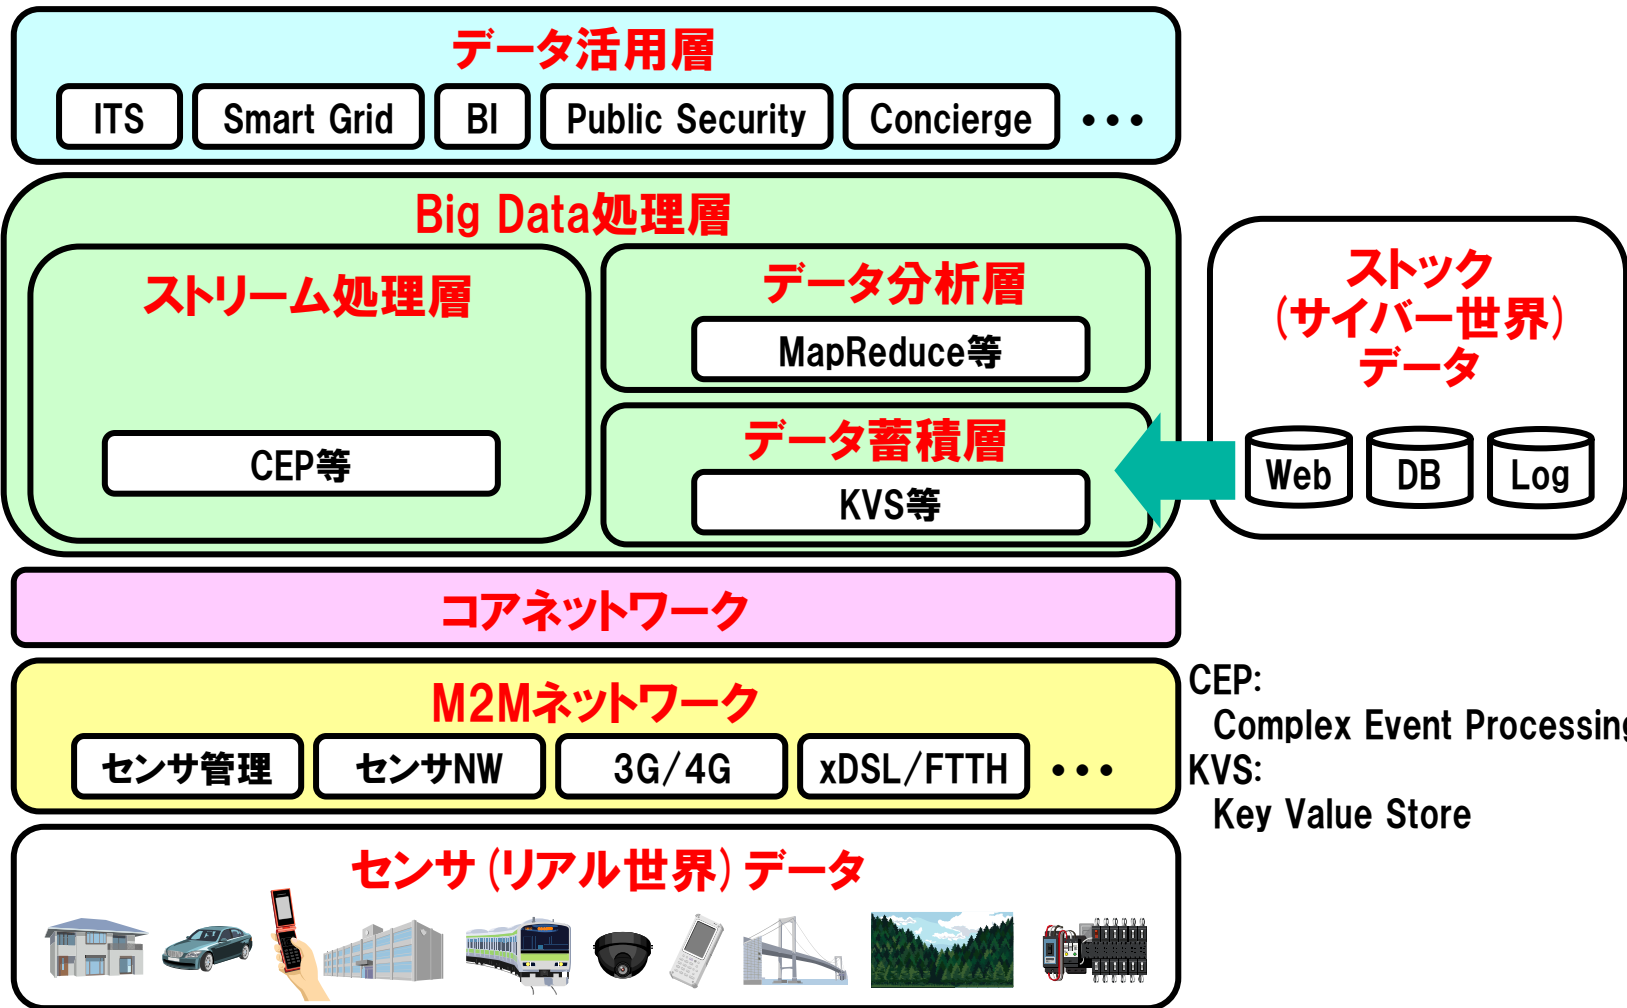 データ活用層
ITS
Smart Grid
BI
Public Security
Concierge
•••
Big Data処理層
ストリーム処理層
CEP等
データ分析層
MapReduce等
データ蓄積層
KVS等
ストック
(サイバー世界)
データ
Web
DB
Log
コアネットワーク
M2Mネットワーク
センサ管理
センサNW
3G/4G
xDSL/FTTH
•••
CEP:
Complex Event Processing
KVS:
Key Value Store
センサ(リアル世界)データ